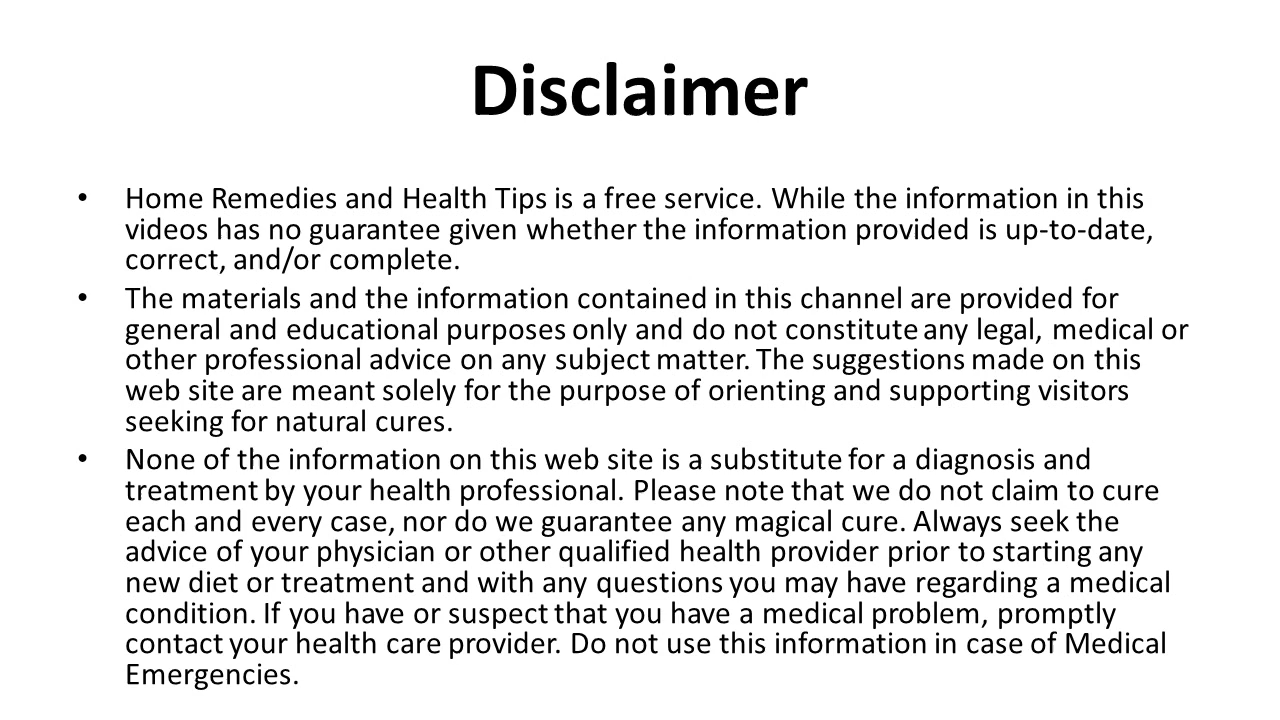 Disclaimer
• Home Remedies and Health Tips is a free service. While the information in this
videos has no guarantee given whether the information provided is up-to-date,
correct, and/or complete.
• The materials and the information contained in this channel are provided for
general and educational purposes only and do not constitute any legal, medical or
other professional advice on any subject matter. The suggestions made on this
web site are meant solely for the purpose of orienting and supporting visitors
seeking for natural cures.
• None of the information on this web site is a substitute for a diagnosis and
treatment by your health professional. Please note that we do not claim to cure
each and every case, nor do we guarantee any magical cure. Always seek the
advice of your physician or other qualified health provider prior to starting any
new diet or treatment and with any questions you may have regarding a medical
condition. If you have or suspect that you have a medical problem, promptly
contact your health care provider. Do not use this information in case of Medical
Emergencies.